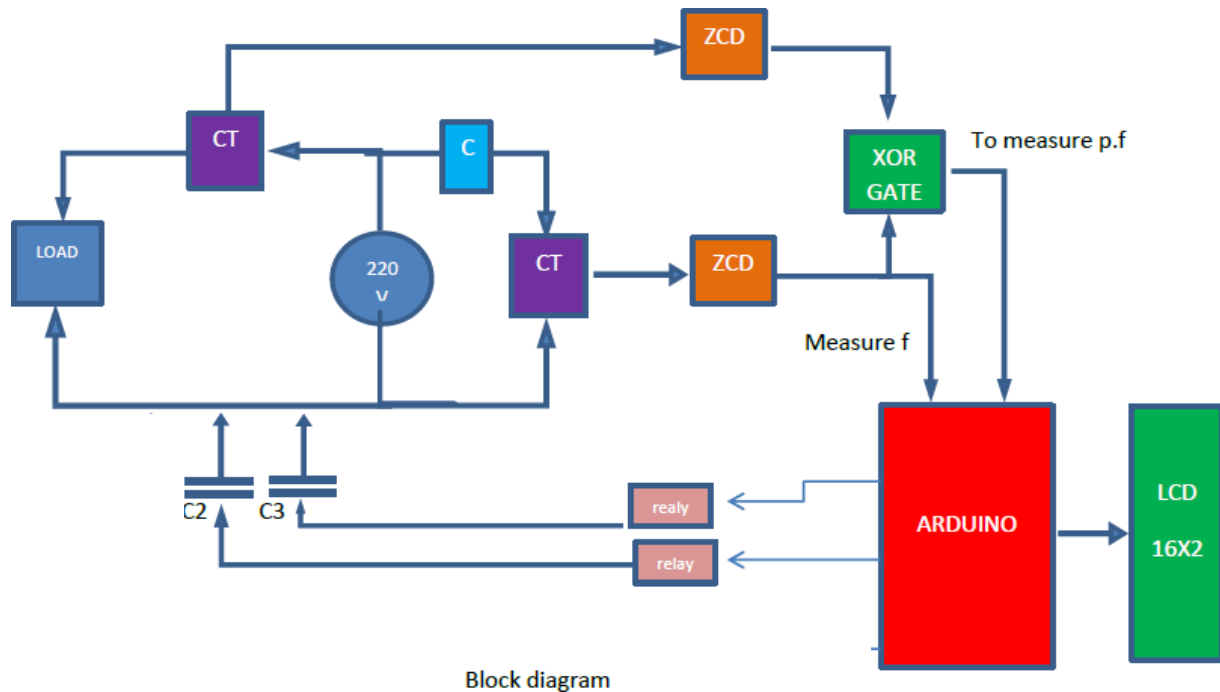 ZCD
CT
C
XOR
GATE
To measure p.f
LOAD
220
V
CT
ZCD
Measure f
C2
C3
realy
relay
ARDUINO
LCD
16X2
Block diagram